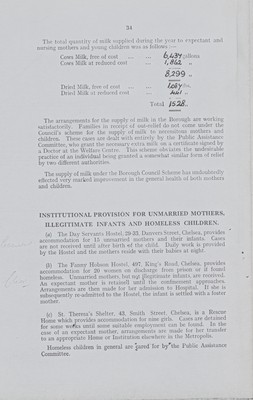 34
The total quantity of milk supplied during the year to expectant and
nursing mothers and young children was as follows :—
Cows Milk, free of cost ... ... gallons
Cows Milk at reduced cost ... 1,862 „
8,299 „
Dried Milk, free of cost ... ... lbs.
Dried Milk at reduced cost ... „
Total 1528.
The arrangements for the supply of milk in the Borough are working
satisfactorily. Families in receipt of out-relief do not come under the
Council's scheme for the supply of milk to necessitous mothers and
children. These cases are dealt with entirely by the Public Assistance
Committee, who grant the necessary extra milk on a certificate signed by
a Doctor at the Welfare Centre. This scheme obviates the undesirable
practice of an individual being granted a somewhat similar form of relief
by two different authorities.
The supply of milk under the Borough Council Scheme has undoubtedly
effected very marked improvement in the general health of both mothers
and children.
INSTITUTIONAL PROVISION FOR UNMARRIED MOTHERS,
ILLEGITIMATE INFANTS AND HOMELESS CHILDREN.
(a) The Day Servants Hostel, 29-33, Danvers Street, Chelsea, provides
accommodation for 13 unmarried mothers and their infants. Cases
are not received until after birth of the child. Daily work is provided
by the Hostel and the mothers reside with their babies at night.
(b) The Fanny Hobson Hostel, 497, King's Road, Chelsea, provides
accommodation for 20 women on discharge from prison or if found
homeless. Unmarried mothers, but not illegitimate infants, are received.
An expectant mother is retained until the confinement approaches.
Arrangements are then made for her admission to Hospital. If she is
subsequently re-admitted to the Hostel, the infant is settled with a foster
mother.
(c) St. Theresa's Shelter, 43, Smith Street, Chelsea, is a Rescue
Home which provides accommodation for nine girls. Cases are detained
for some weeks until some suitable employment can be found. In the
case of an expectant mother, arrangements are made for her transfer
to an appropriate Home or Institution elsewhere in the Metropolis.
Homeless children in general are cared for by the Public Assistance
Committee.